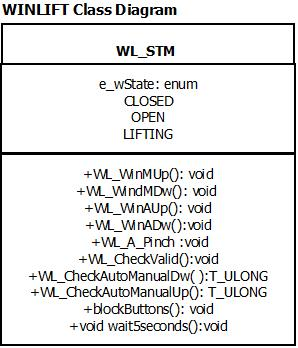 WINLIFT Class Diagram
WL_STM
e_wState: enum
CLOSED
OPEN
LIFTING
+WL_WinMUp(): void
+WL_WindMDw(): void
+WL_WinAUp(): void
+WL_WinADw():void
+WL_A_Pinch :void
+WL_CheckValid():void
+WL_CheckAutoManualDw( ):T_ULONG
+WL_CheckAutoManualUp(): T_ULONG
+blockButtons(): void
+void wait5seconds():void